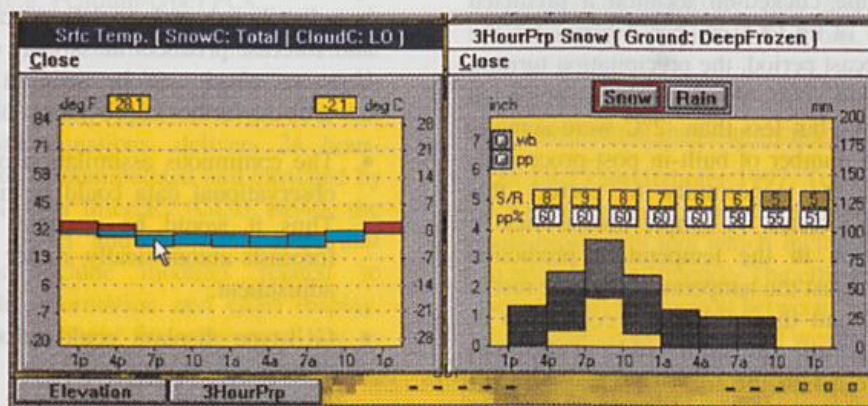 Srfc Temp. ( SnowC: Total | CloudC: LO )
Close
deg F 28.1 -2.1 deg C
84 28
71 21
58 14
45 7
32 0
19 -7
6 -14
-7 -21
-20 -28
1p 4p 7p 10 1a 4a 7a 10 1p
Elevation 3HourPrp
3HourPrp Snow ( Ground: DeepFrozen )
Close
inch Snow Rain mm
200
7 wb 175
pp
6 150
S/R 8 9 8 7 6 6 5 5
5 125
pp% 60 60 60 60 60 58 55 51
4 100
3 75
2 50
1 25
0 0
1p 4p 7p 10 1a 4a 7a 10 1p